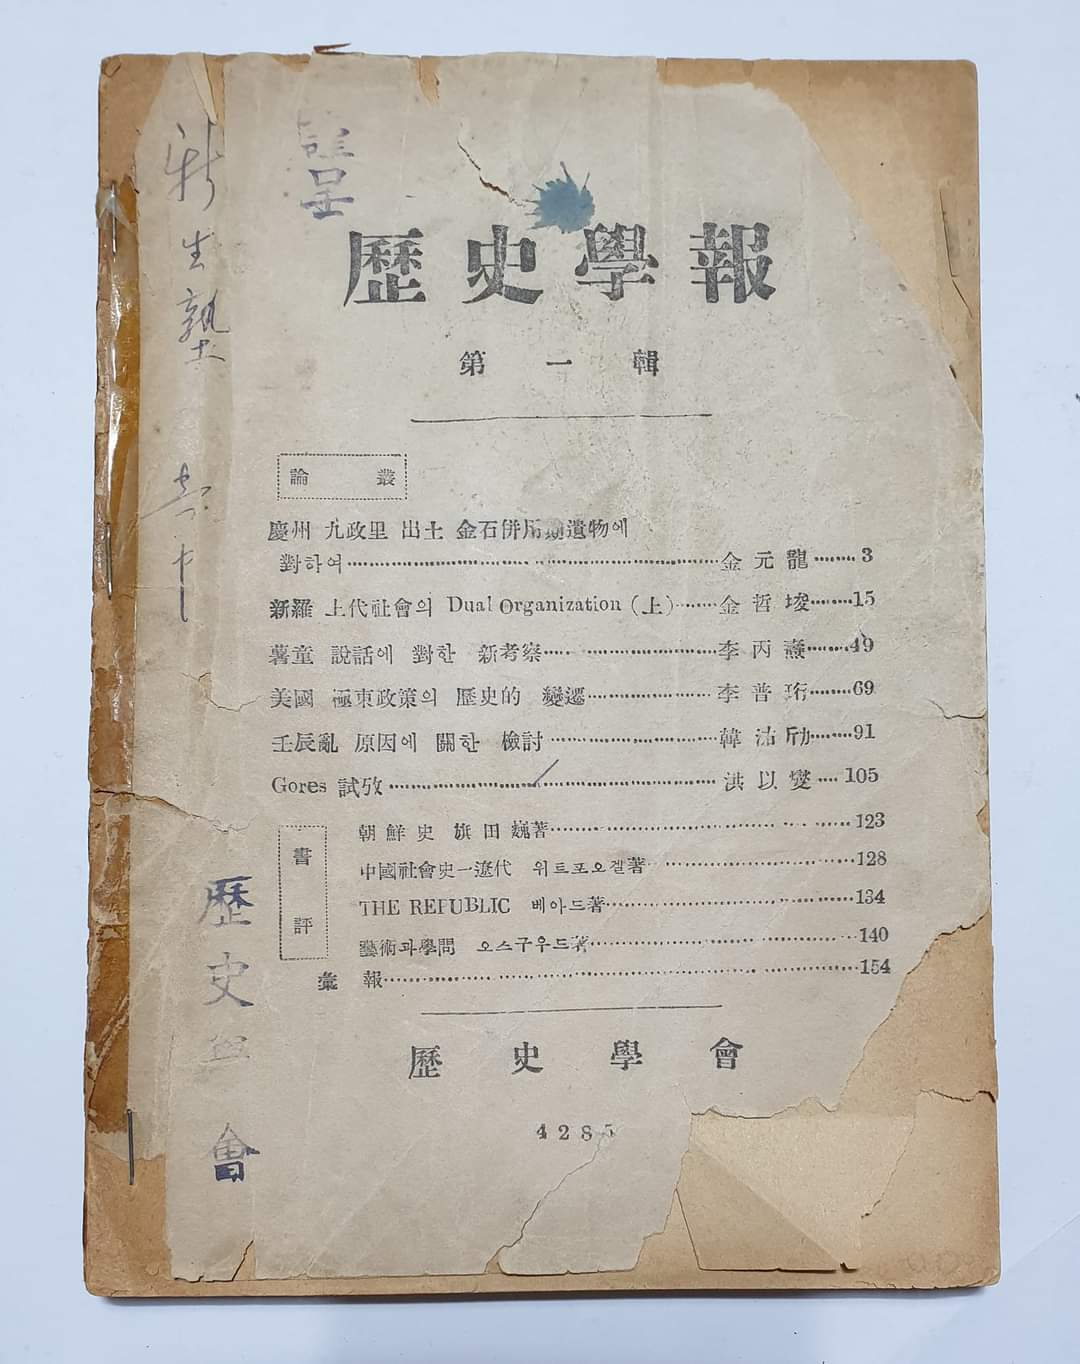 歷史學報
第一輯
論叢
慶州 九政里 出土 金石併用期遺物에
對하여 金元龍 3
新羅 上代社會의 Dual Organization (上) 金哲埈 15
薯童 說話에 對한 新考察 李丙燾 49
美國 極東政策의 歷史的 變遷 李普珩 69
壬辰亂 原因에 關한 檢討 韓㳓劤 91
Gores 試攷 洪以燮 105
書評
朝鮮史 旗田巍著 123
中國社會史—遼代 위트포오겔著 128
THE REPUBLIC 베아드著 134
藝術과學問 오스구우드著 140
彙報 154
歷史學會
4285
新生塾
中
歷史學會
呈